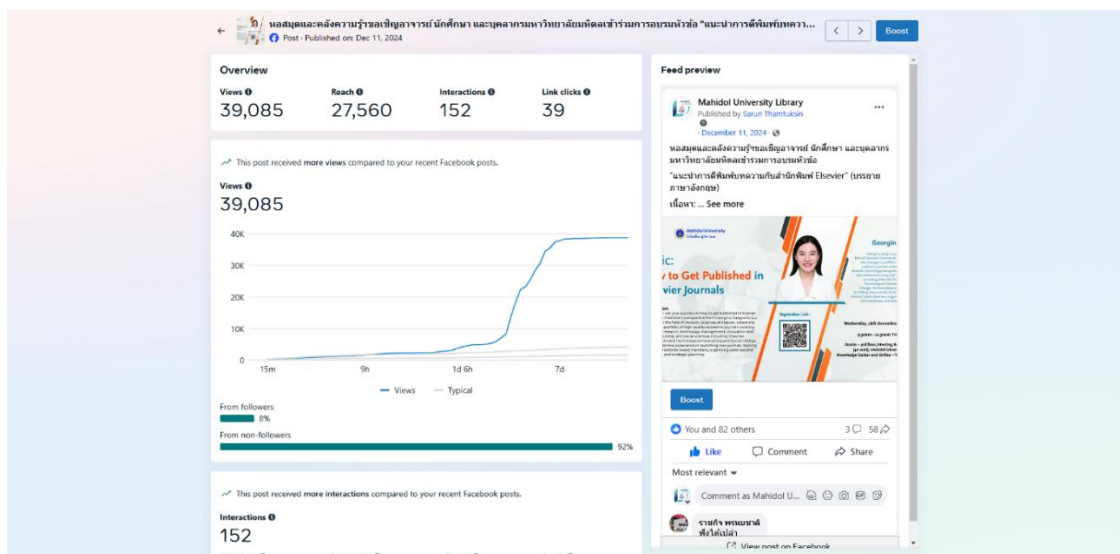 หอสมุดและคลังความรู้ฯขอเชิญอาจารย์ นักศึกษา และบุคลากรมหาวิทยาลัยมหิดลเข้าร่วมการอบรมหัวข้อ "แนะนำการตีพิมพ์บทควา...
Post · Published on: Dec 11, 2024
Boost
Overview
Views
39,085
Reach
27,560
Interactions
152
Link clicks
39
This post received more views compared to your recent Facebook posts.
Views
39,085
40K
30K
20K
10K
0
15m 9h 1d 6h 7d
Views Typical
From followers
8%
From non-followers
92%
This post received more interactions compared to your recent Facebook posts.
Interactions
152
Feed preview
Mahidol University Library
Published by Sarun Thamtuksin
· December 11, 2024 ·
หอสมุดและคลังความรู้ฯขอเชิญอาจารย์ นักศึกษา และบุคลากร
มหาวิทยาลัยมหิดลเข้าร่วมการอบรมหัวข้อ
"แนะนำการตีพิมพ์บทความกับสำนักพิมพ์ Elsevier" (บรรยาย
ภาษาอังกฤษ)
เนื้อหา: ... See more
Mahidol University
Georgin
ic:
to Get Published in
vier Journals
Registration Link :
Boost
You and 82 others
3 58
Like Comment Share
Most relevant
Comment as Mahidol U...
ฟังได้เปล่า
View post on Facebook